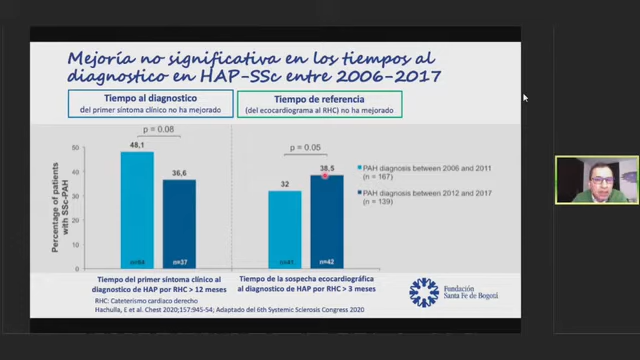 Mejoría no significativa en los tiempos al
diagnostico en HAP-SSc entre 2006-2017
Tiempo al diagnostico
del primer síntoma clínico no ha mejorado
Tiempo de referencia
(del ecocardiograma al RHC) no ha mejorado
Percentage of patients
with SSc-PAH
50
40
30
20
10
0
p = 0.08
48,1
36,6
n=64
n=37
p = 0.05
32
38,5
n=41
n=42
PAH diagnosis between 2006 and 2011
(n = 167)
PAH diagnosis between 2012 and 2017
(n = 139)
Tiempo del primer síntoma clínico al
diagnostico de HAP por RHC > 12 meses
Tiempo de la sospecha ecocardiográfica
al diagnostico de HAP por RHC > 3 meses
RHC: Cateterismo cardiaco derecho
Hachulla, E et al. Chest 2020;157:945-54; Adaptado del 6th Systemic Sclerosis Congress 2020
Fundación
Santa Fe de Bogotá